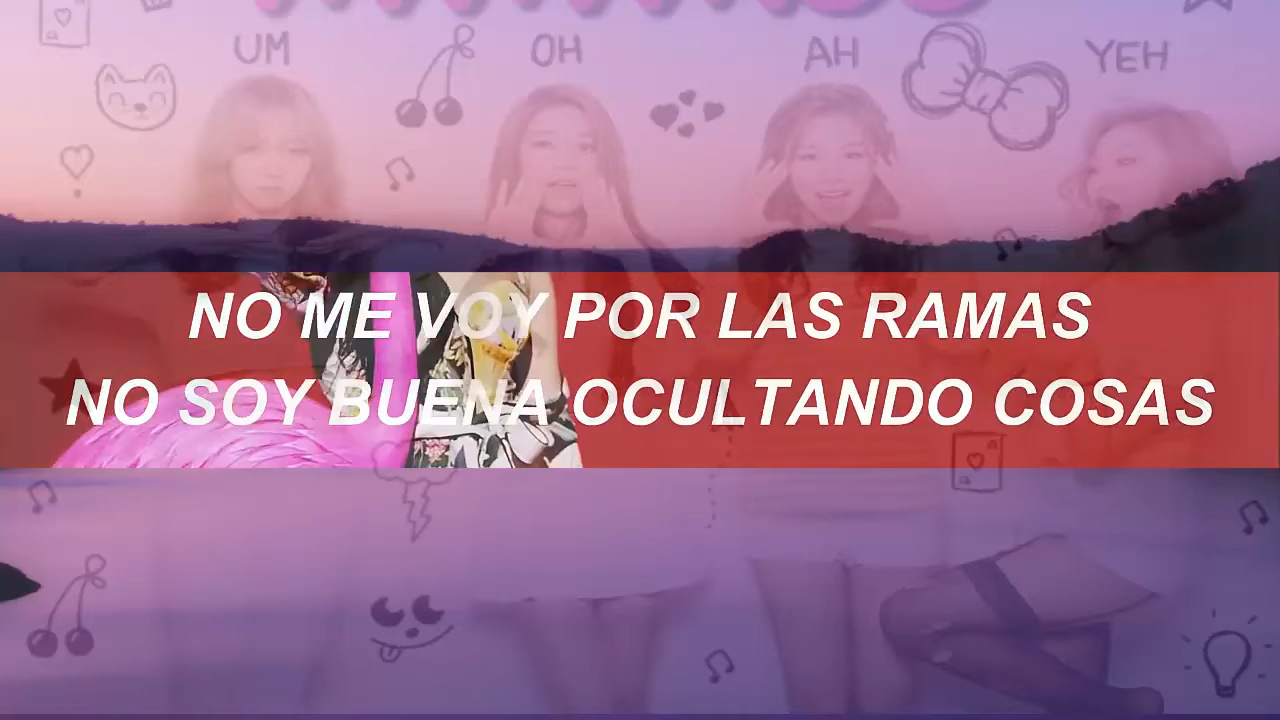 UM OH AH YEH
NO ME VOY POR LAS RAMAS
NO SOY BUENA OCULTANDO COSAS